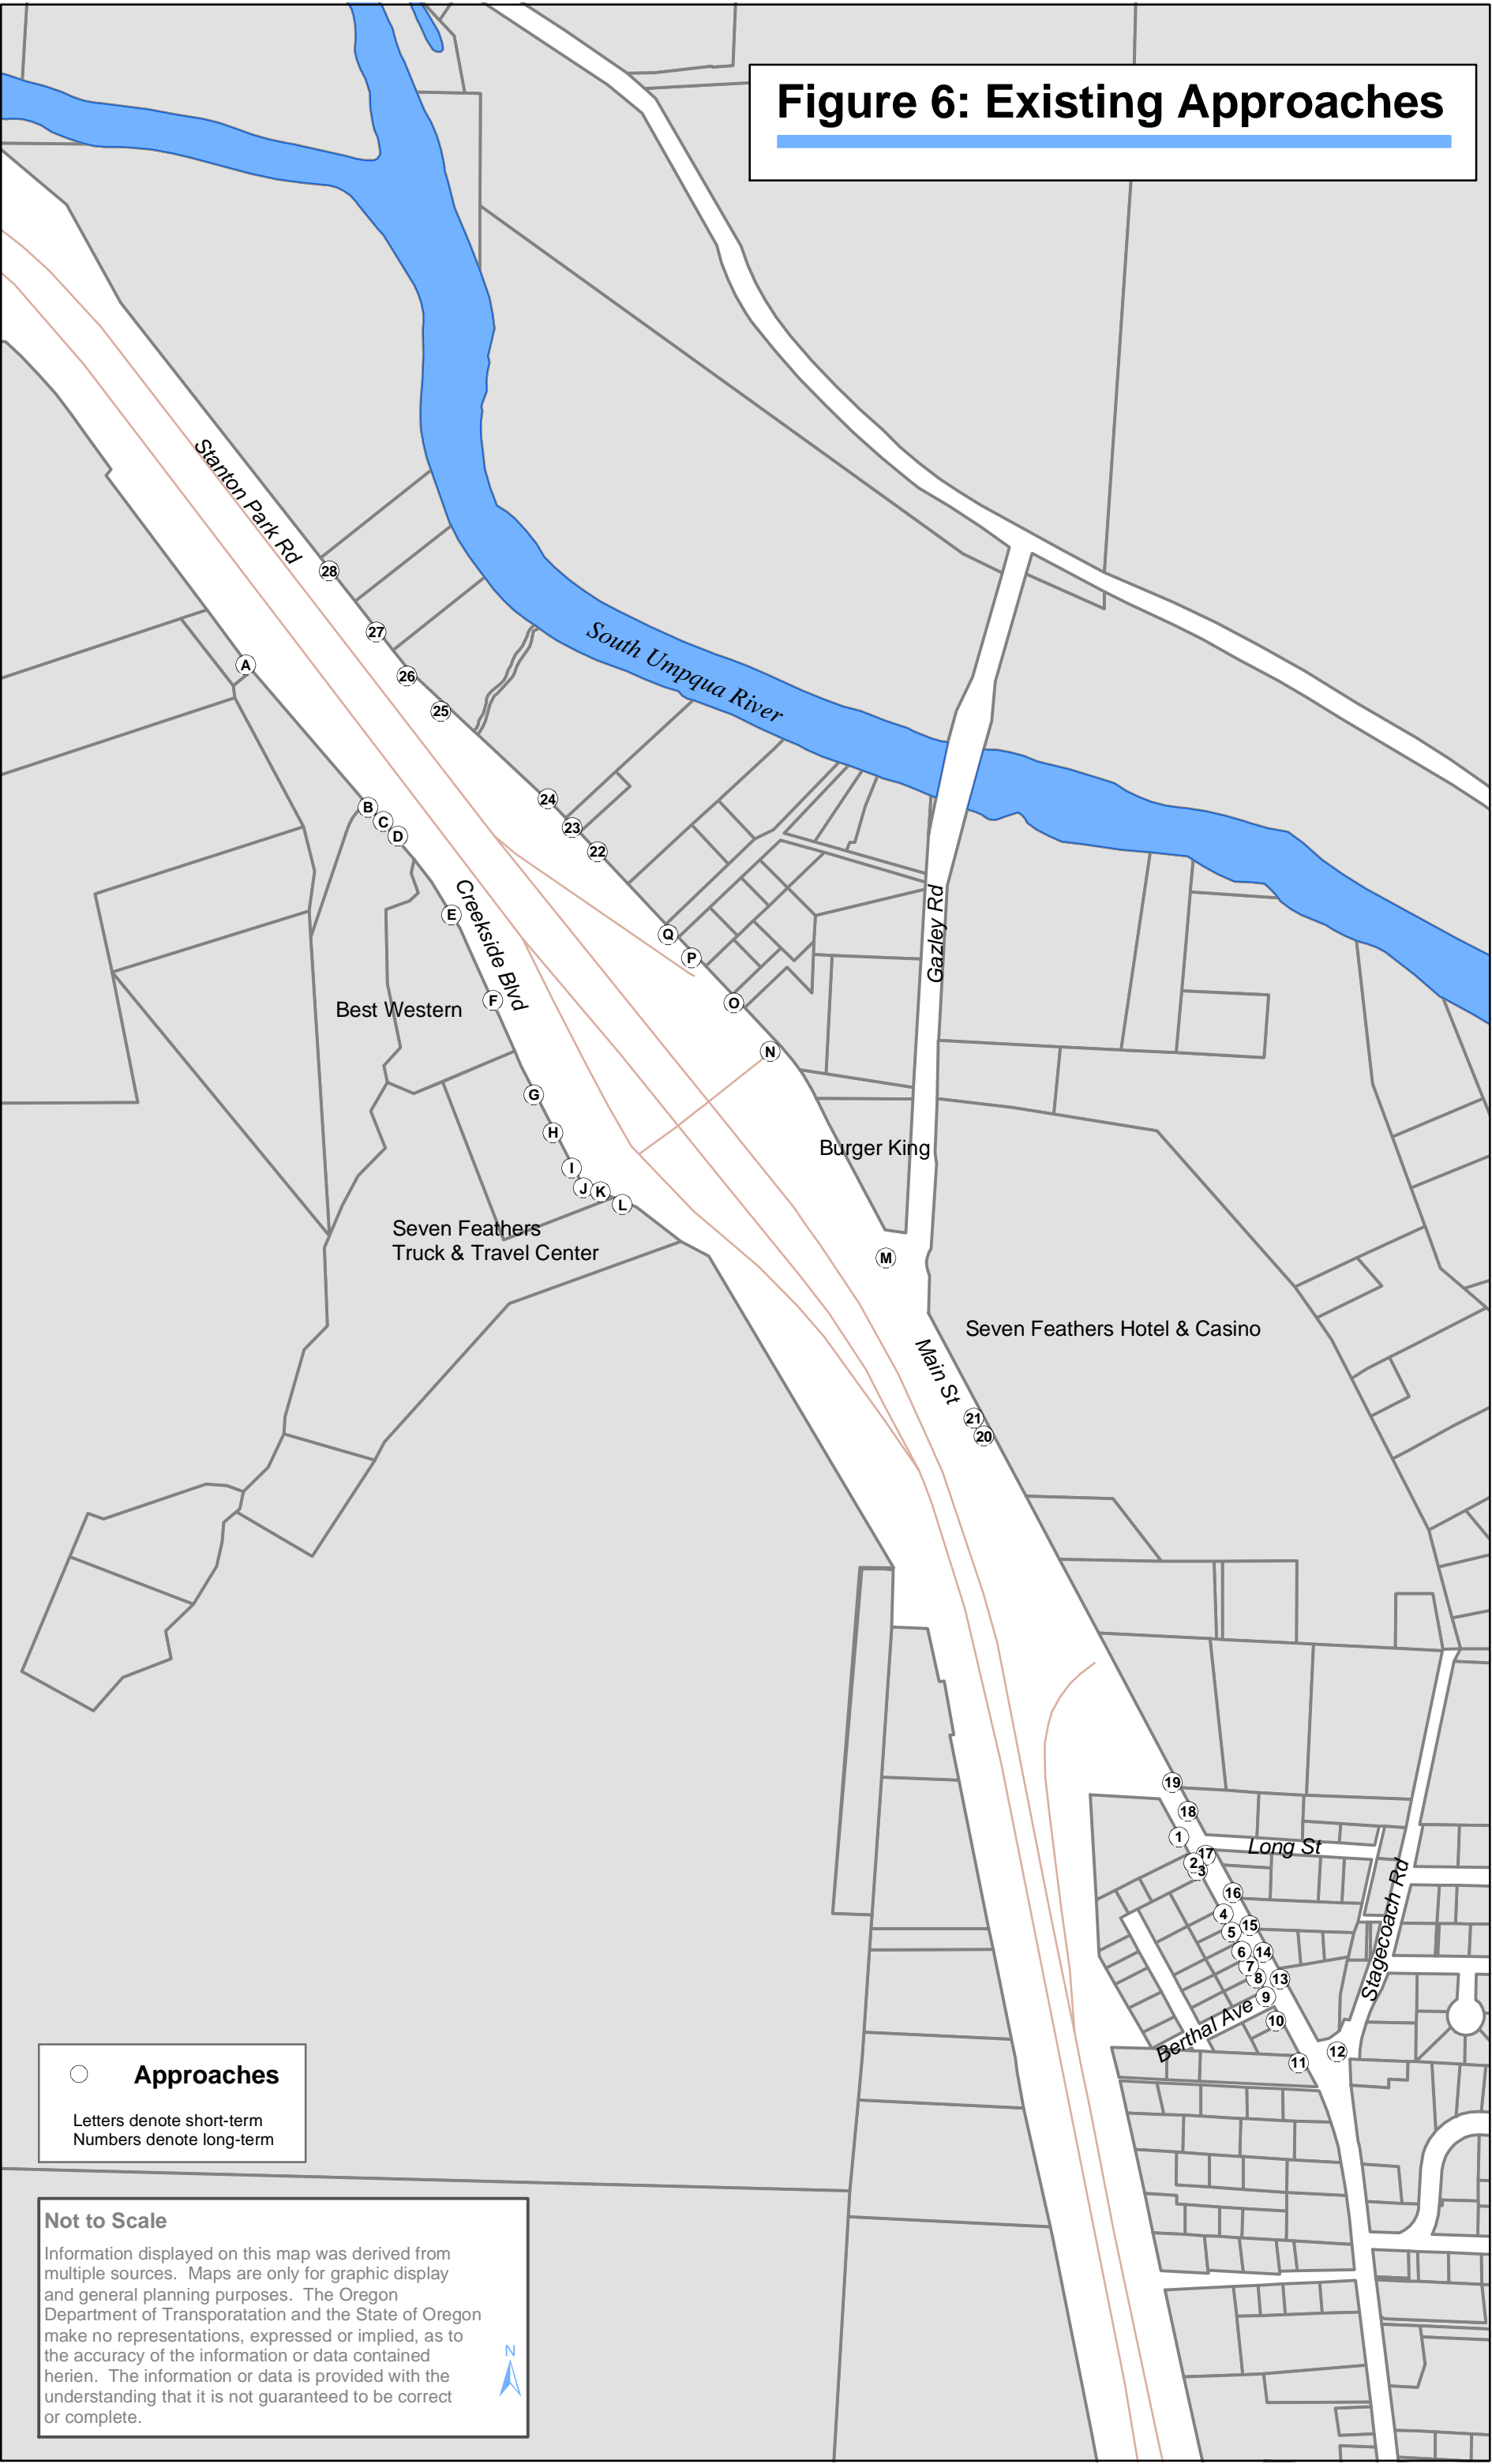 Figure 6: Existing Approaches
Stanton Park Rd
28
27
South Umpqua River
A
26
25
24
B
C
23
D
22
Creekside Blvd
E
Q
Gazley Rd
P
Best Western
F
O
N
G
H
Burger King
I
J
K
L
Seven Feathers
Truck & Travel Center
M
Seven Feathers Hotel & Casino
Main St
21
20
19
18
1
Long St
17
2
3
16
Stagecoach Rd
4
15
5
6
14
7
8
13
9
Berthal Ave
10
12
11
Approaches
Letters denote short-term
Numbers denote long-term
Not to Scale
Information displayed on this map was derived from
multiple sources.  Maps are only for graphic display
and general planning purposes.  The Oregon
Department of Transporatation and the State of Oregon
make no representations, expressed or implied, as to
the accuracy of the information or data contained
herien.  The information or data is provided with the
understanding that it is not guaranteed to be correct
or complete.
N